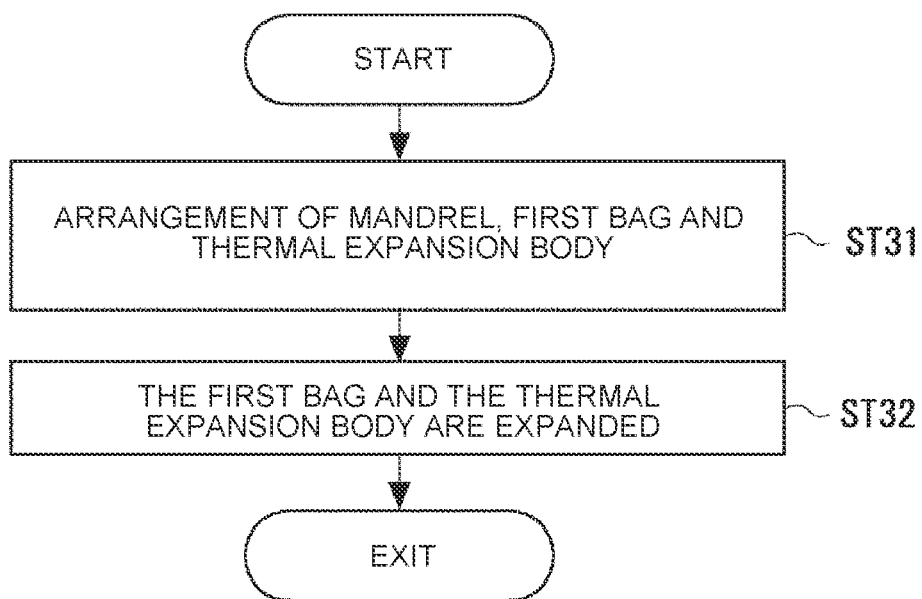 START
ARRANGEMENT OF MANDREL, FIRST BAG AND
THERMAL EXPANSION BODY
ST31
THE FIRST BAG AND THE THERMAL
EXPANSION BODY ARE EXPANDED
ST32
EXIT